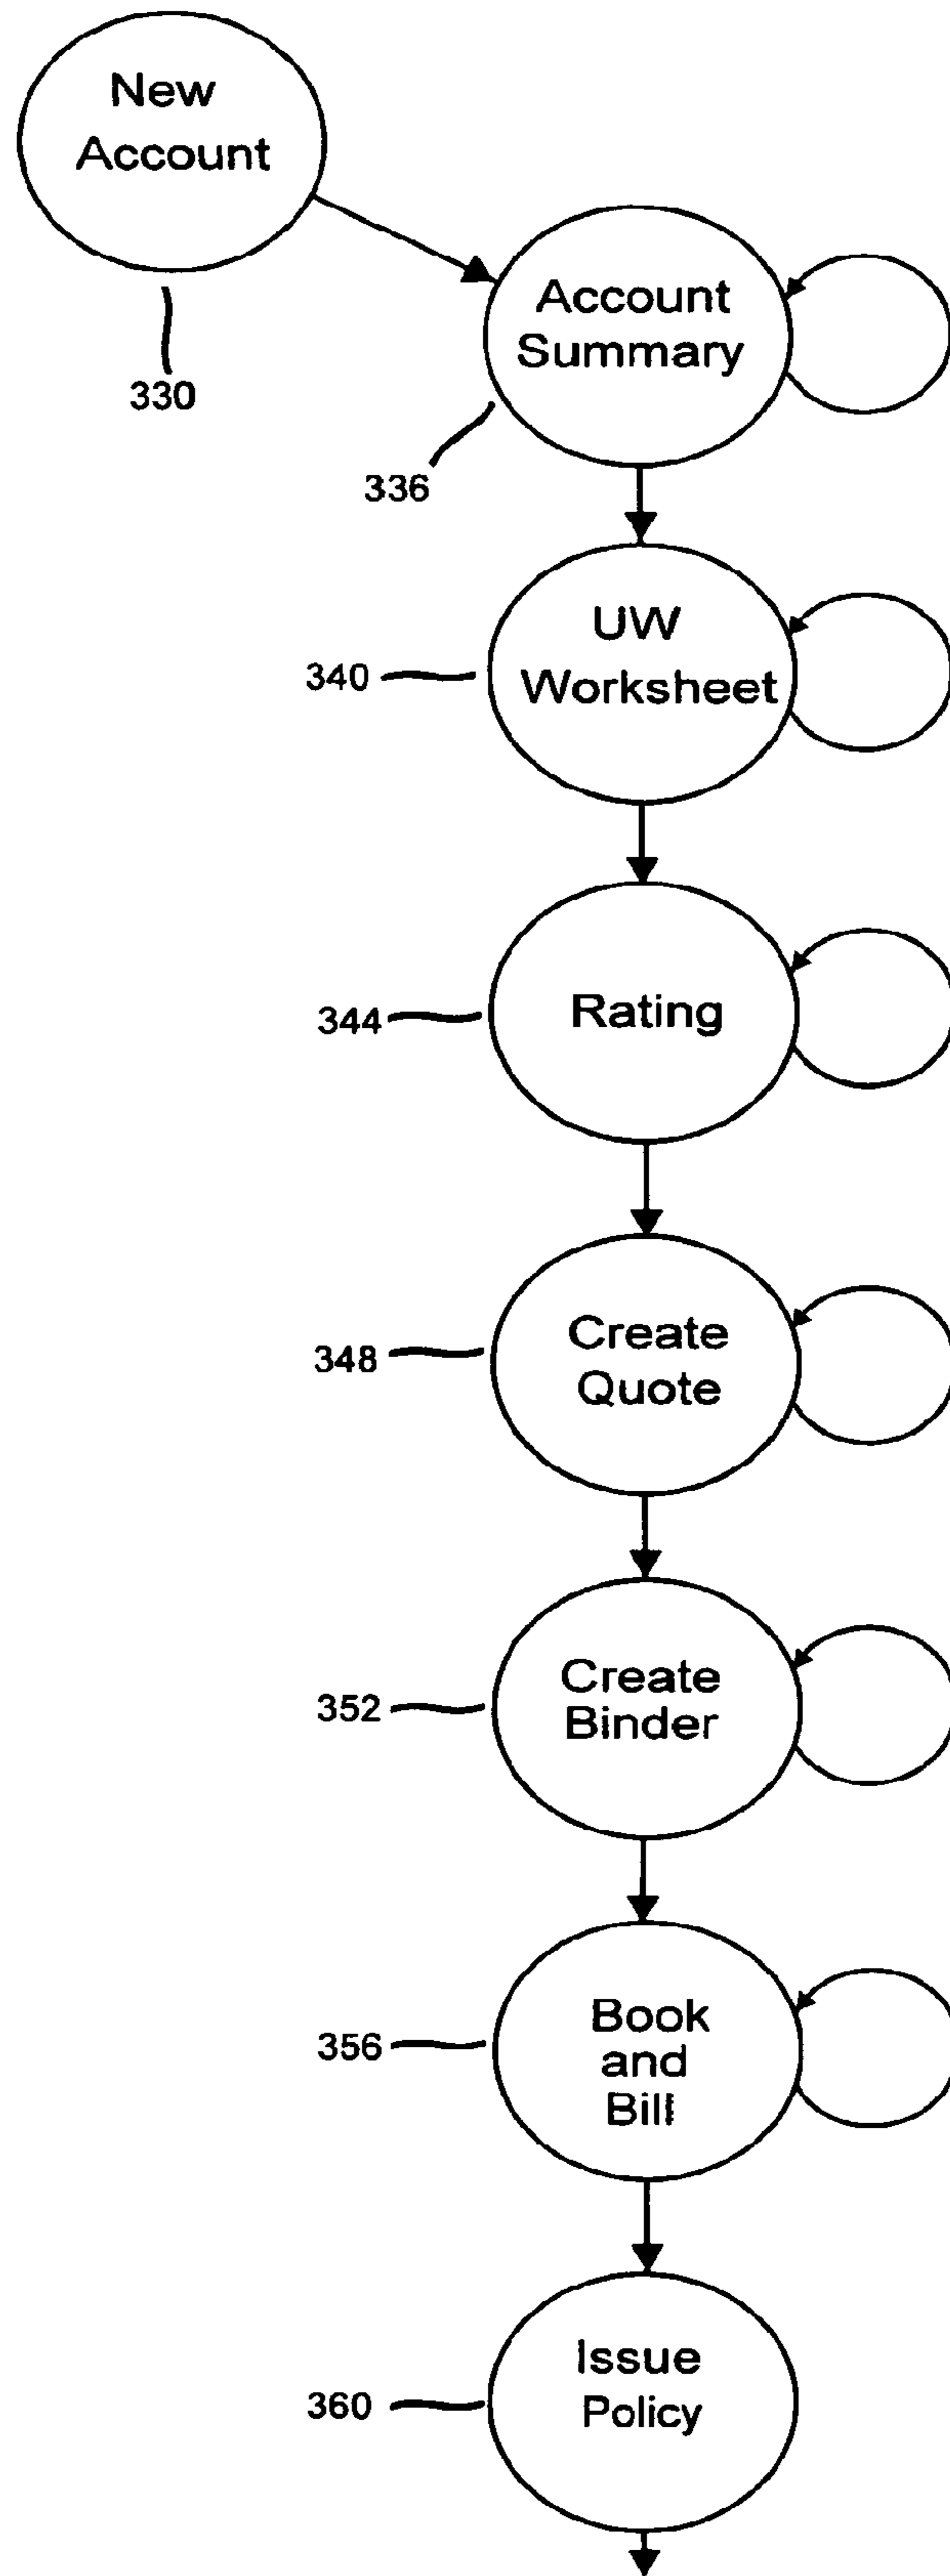 New
Account
330
Account
Summary
336
UW
Worksheet
340
Rating
344
Create
Quote
348
Create
Binder
352
Book
and
Bill
356
Issue
Policy
360